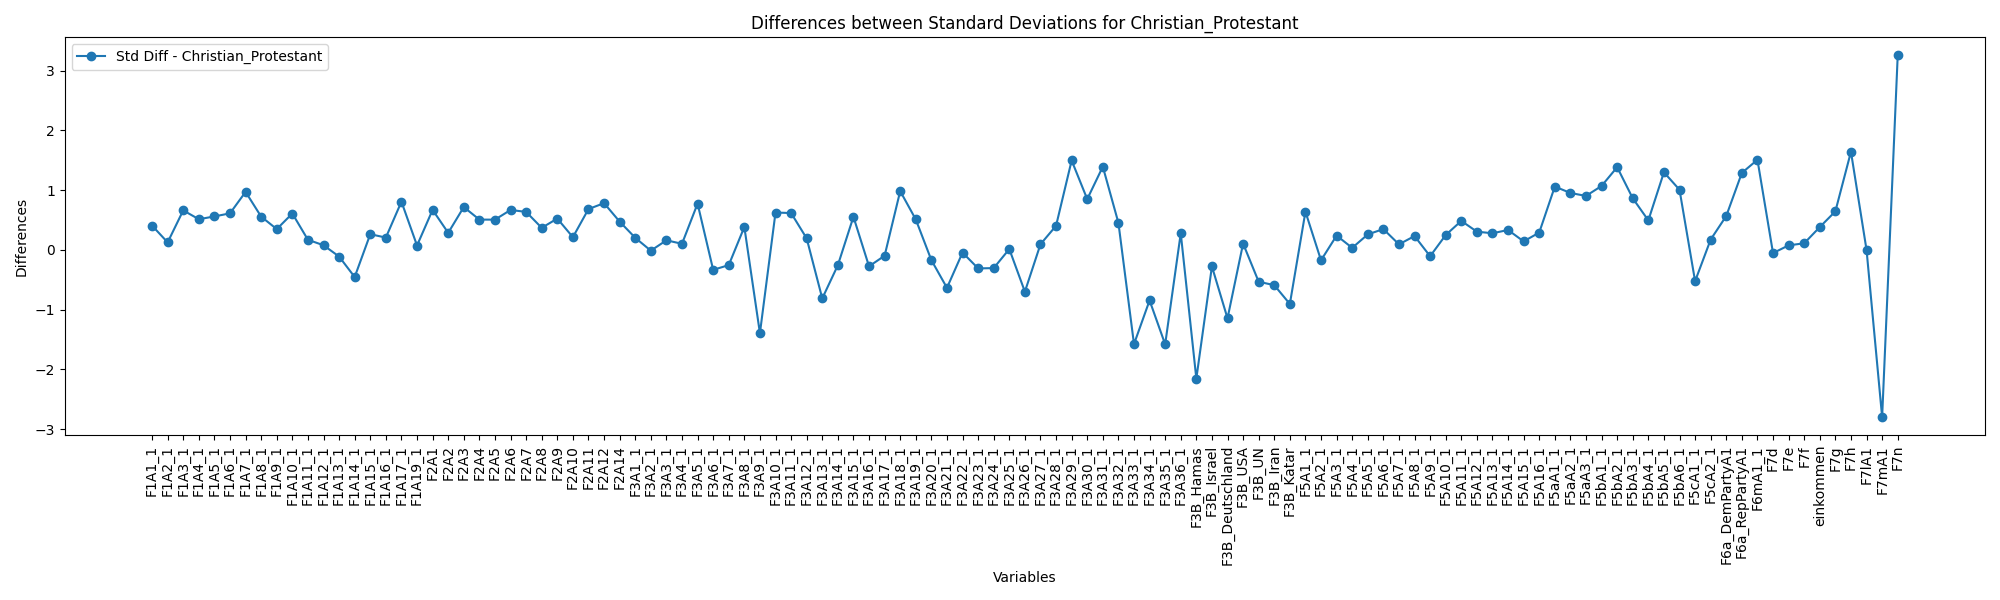 Differences between Standard Deviations for Christian_Protestant
Std Diff - Christian_Protestant
Differences
3
2
1
0
−1
−2
−3
F1A1_1
F1A2_1
F1A3_1
F1A4_1
F1A5_1
F1A6_1
F1A7_1
F1A8_1
F1A9_1
F1A10_1
F1A11_1
F1A12_1
F1A13_1
F1A14_1
F1A15_1
F1A16_1
F1A17_1
F1A19_1
F2A1
F2A2
F2A3
F2A4
F2A5
F2A6
F2A7
F2A8
F2A9
F2A10
F2A11
F2A12
F2A14
F3A1_1
F3A2_1
F3A3_1
F3A4_1
F3A5_1
F3A6_1
F3A7_1
F3A8_1
F3A9_1
F3A10_1
F3A11_1
F3A12_1
F3A13_1
F3A14_1
F3A15_1
F3A16_1
F3A17_1
F3A18_1
F3A19_1
F3A20_1
F3A21_1
F3A22_1
F3A23_1
F3A24_1
F3A25_1
F3A26_1
F3A27_1
F3A28_1
F3A29_1
F3A30_1
F3A31_1
F3A32_1
F3A33_1
F3A34_1
F3A35_1
F3A36_1
F3B_Hamas
F3B_Israel
F3B_Deutschland
F3B_USA
F3B_UN
F3B_Iran
F3B_Katar
F5A1_1
F5A2_1
F5A3_1
F5A4_1
F5A5_1
F5A6_1
F5A7_1
F5A8_1
F5A9_1
F5A10_1
F5A11_1
F5A12_1
F5A13_1
F5A14_1
F5A15_1
F5A16_1
F5aA1_1
F5aA2_1
F5aA3_1
F5bA1_1
F5bA2_1
F5bA3_1
F5bA4_1
F5bA5_1
F5bA6_1
F5cA1_1
F5cA2_1
F6a_DemPartyA1
F6a_RepPartyA1
F6mA1_1
F7d
F7e
F7f
einkommen
F7g
F7h
F7lA1
F7mA1
F7n
Variables